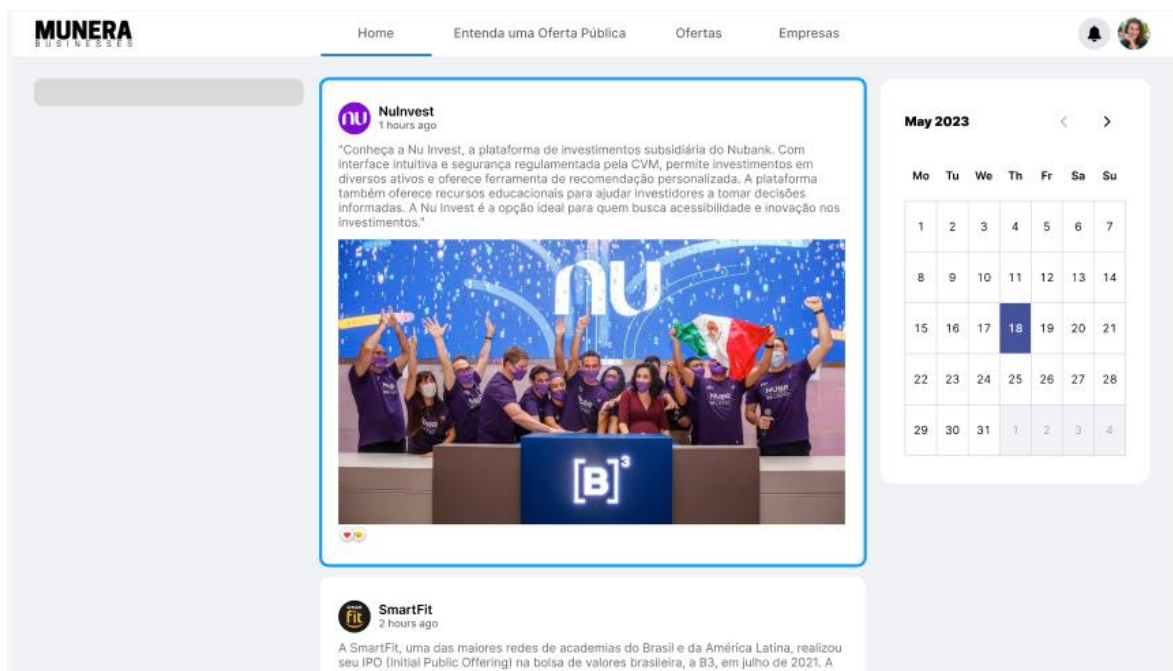 MUNERA
BUSINESSES
Home
Entenda uma Oferta Pública
Ofertas
Empresas
nu
NuInvest
1 hours ago
"Conheça a Nu Invest, a plataforma de investimentos subsidiária do Nubank. Com
interface intuitiva e segurança regulamentada pela CVM, permite investimentos em
diversos ativos e oferece ferramenta de recomendação personalizada. A plataforma
também oferece recursos educacionais para ajudar investidores a tomar decisões
informadas. A Nu Invest é a opção ideal para quem busca acessibilidade e inovação nos
investimentos."
nu
[B]³
fit
SmartFit
2 hours ago
A SmartFit, uma das maiores redes de academias do Brasil e da América Latina, realizou
seu IPO (Initial Public Offering) na bolsa de valores brasileira, a B3, em julho de 2021. A
May 2023
Mo Tu We Th Fr Sa Su
1 2 3 4 5 6 7
8 9 10 11 12 13 14
15 16 17 18 19 20 21
22 23 24 25 26 27 28
29 30 31 1 2 3 4